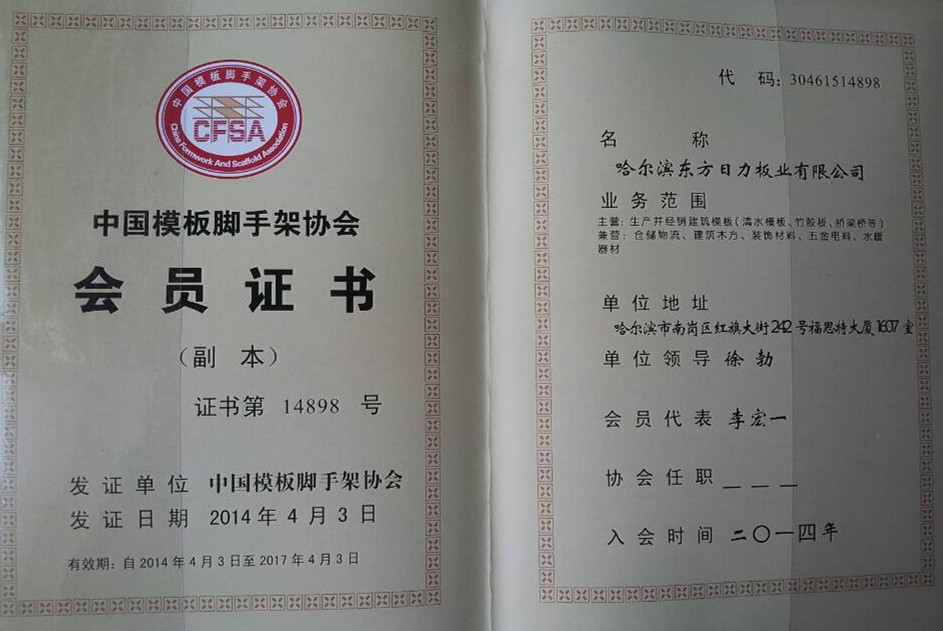 中国模板脚手架协会
CFSA
China Formwork And Scaffold Association
中国模板脚手架协会
会员证书
（副 本）
证书第 14898 号
发证单位 中国模板脚手架协会
发证日期 2014年4月3日
有效期：自2014年4月3日至2017年4月3日
代 码：30461514898
名 称
哈尔滨东方日力板业有限公司
业务范围
主营：生产并经销建筑模板（清水模板、竹胶板、桥梁桥等）
兼营：仓储物流、建筑木方、装饰材料、五金电料、水暖
器材
单位地址
哈尔滨市南岗区红旗大街242号福思特大厦1607室
单位领导 徐勃
会员代表 李宏一
协会任职 _ _ _
入会时间 二〇一四年